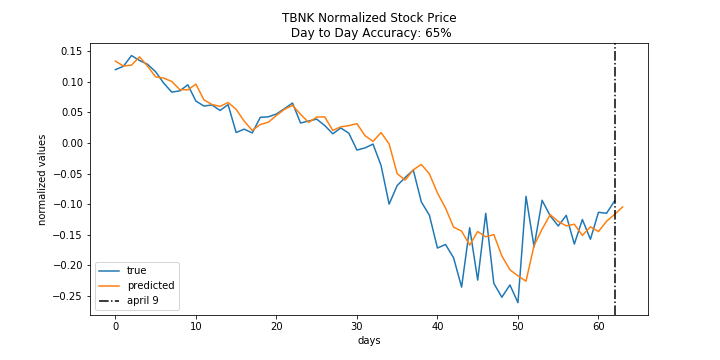 TBNK Normalized Stock Price
Day to Day Accuracy: 65%
normalized values
0.15
0.10
0.05
0.00
−0.05
−0.10
−0.15
−0.20
−0.25
true
predicted
april 9
0 10 20 30 40 50 60
days